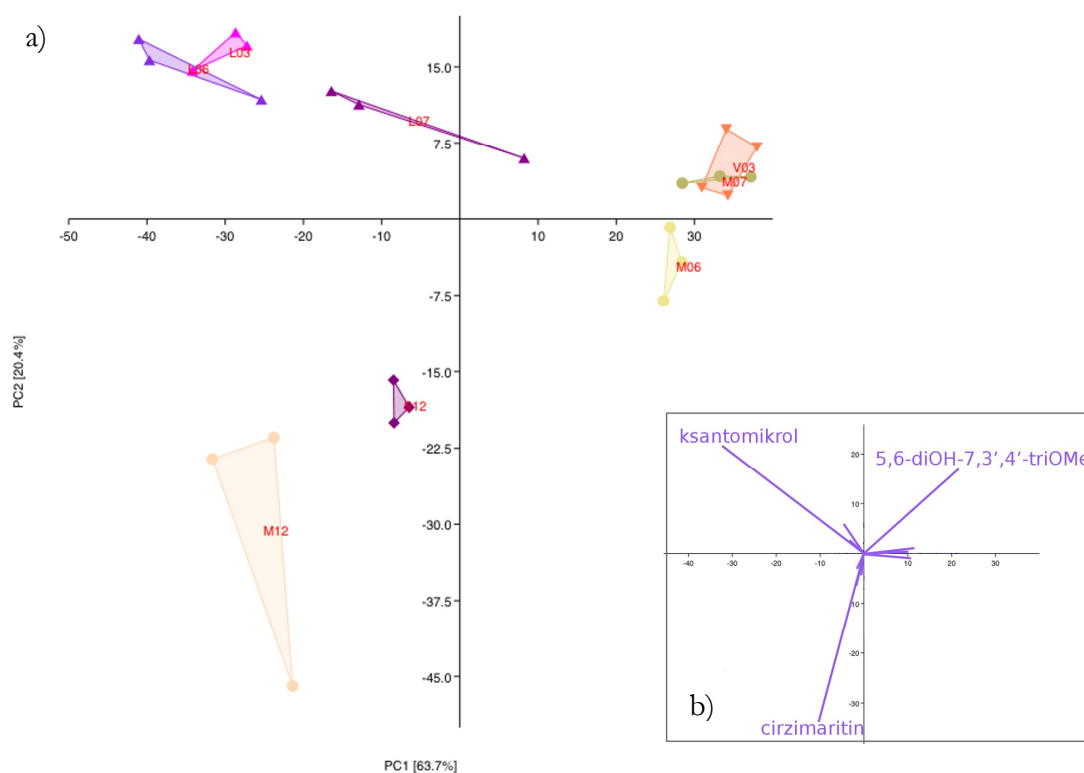 a)
L03
L06
15.0
L07
7.5
V03
M07
-50 -40 -30 -20 -10 10 20 30
M06
-7.5
PC2 [20.4%]
-15.0
12
-22.5
ksantomikrol
5,6-diOH-7,3’,4’-triOMe
20
M12
-30.0
10
-40 -30 -20 -10 10 20 30
-37.5
-10
-20
-45.0
b)
-30
cirzimaritin
PC1 [63.7%]